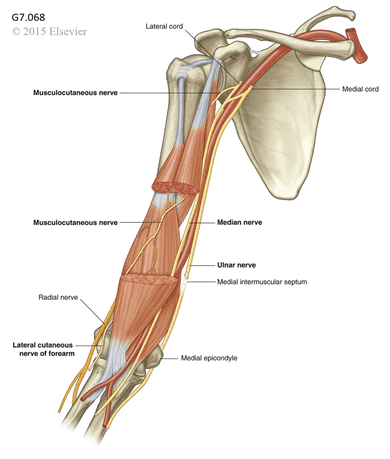 G7.068
© 2015 Elsevier
Lateral cord
Medial cord
Musculocutaneous nerve
Musculocutaneous nerve
Median nerve
Ulnar nerve
Medial intermuscular septum
Radial nerve
Lateral cutaneous
nerve of forearm
Medial epicondyle